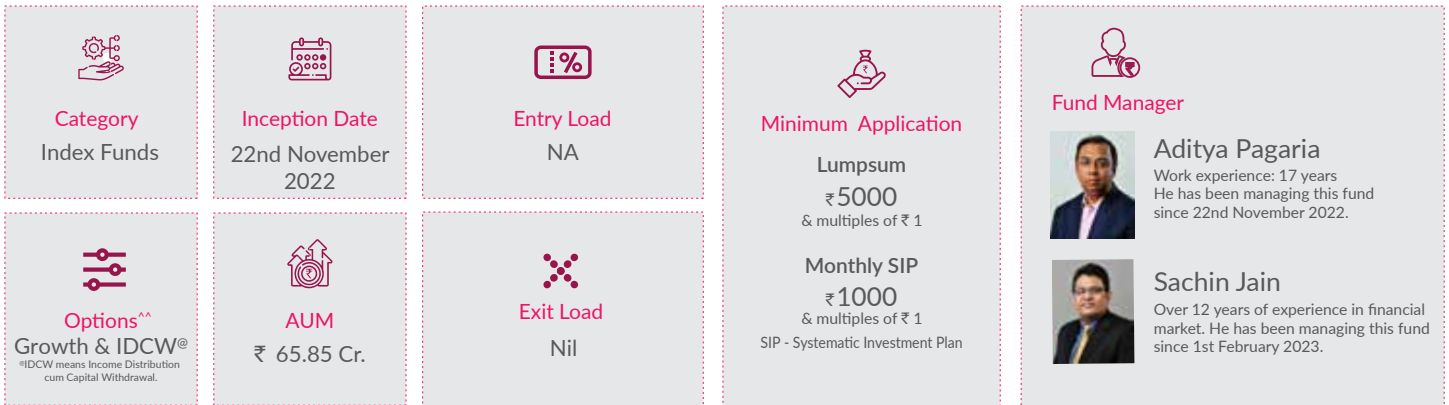 Category
Index Funds
Inception Date
22nd November
2022
Entry Load
NA
Options^^
Growth & IDCW@
@IDCW means Income Distribution
cum Capital Withdrawal.
AUM
₹ 65.85 Cr.
Exit Load
Nil
Minimum Application
Lumpsum
₹5000
& multiples of ₹ 1
Monthly SIP
₹1000
& multiples of ₹ 1
SIP - Systematic Investment Plan
Fund Manager
Aditya Pagaria
Work experience: 17 years
He has been managing this fund
since 22nd November 2022.
Sachin Jain
Over 12 years of experience in financial
market. He has been managing this fund
since 1st February 2023.